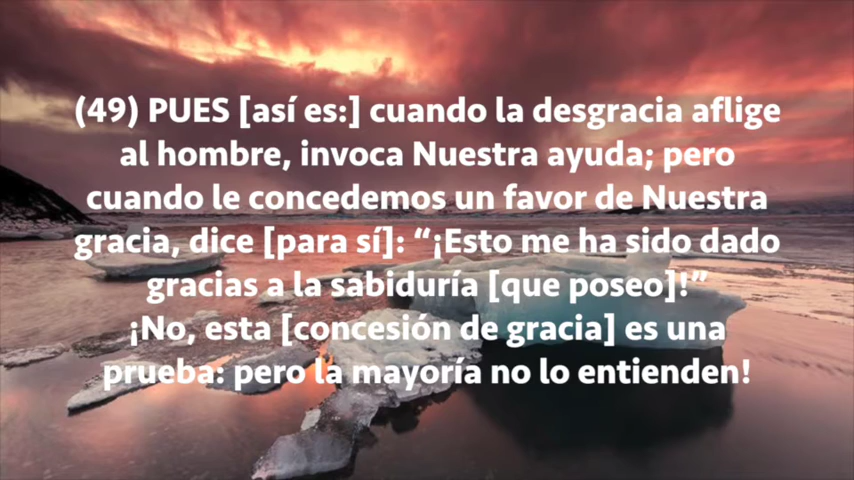 (49) PUES [así es:] cuando la desgracia aflige
al hombre, invoca Nuestra ayuda; pero
cuando le concedemos un favor de Nuestra
gracia, dice [para sí]: “¡Esto me ha sido dado
gracias a la sabiduría [que poseo]!”
¡No, esta [concesión de gracia] es una
prueba: pero la mayoría no lo entienden!